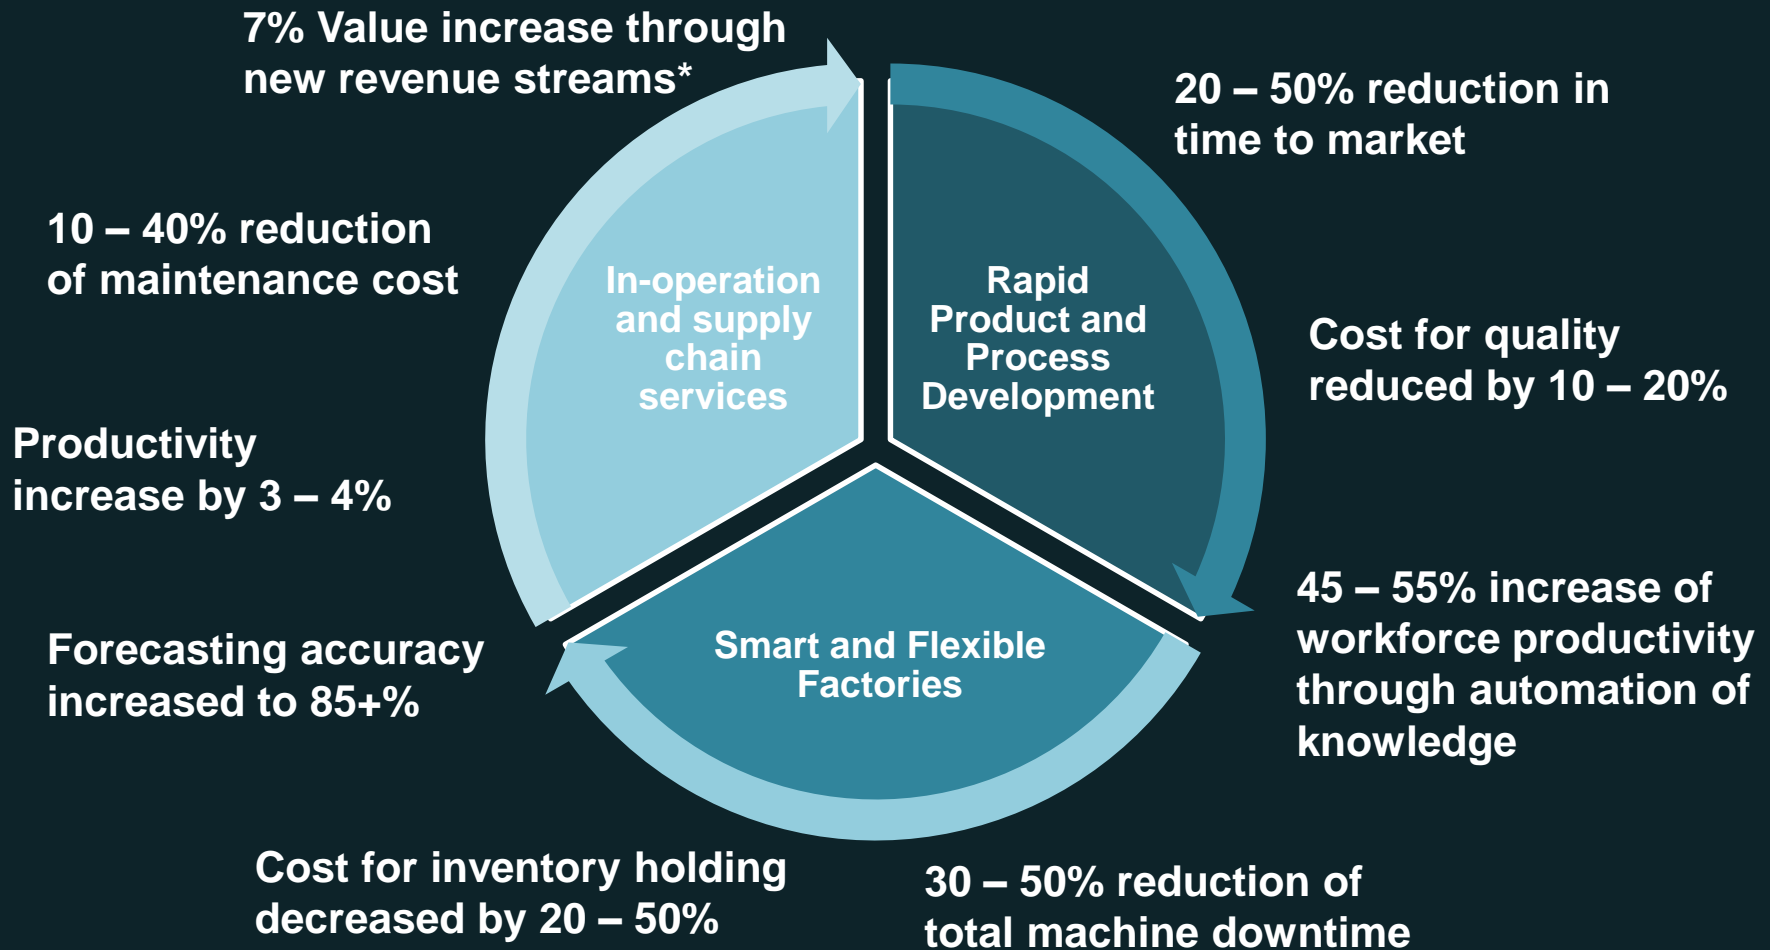 7% Value increase through
new revenue streams*
20 – 50% reduction in
time to market
10 – 40% reduction
of maintenance cost
In-operation
and supply
chain
services
Rapid
Product and
Process
Development
Cost for quality
reduced by 10 – 20%
Productivity
increase by 3 – 4%
45 – 55% increase of
workforce productivity
through automation of
knowledge
Forecasting accuracy
increased to 85+%
Smart and Flexible
Factories
Cost for inventory holding
decreased by 20 – 50%
30 – 50% reduction of
total machine downtime